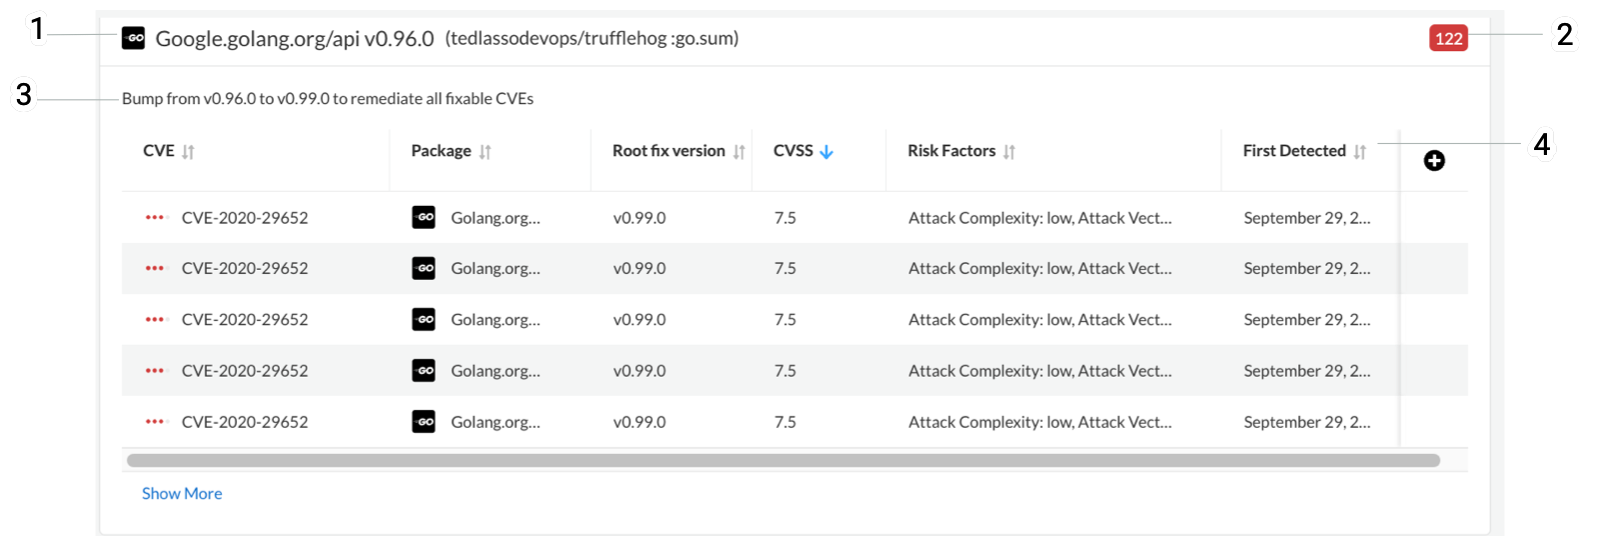 1 GO Google.golang.org/api v0.96.0 (tedlassodevops/trufflehog :go.sum) 122 2
3 Bump from v0.96.0 to v0.99.0 to remediate all fixable CVEs
CVE Package Root fix version CVSS Risk Factors First Detected 4
CVE-2020-29652 GO Golang.org... v0.99.0 7.5 Attack Complexity: low, Attack Vect... September 29, 2...
CVE-2020-29652 GO Golang.org... v0.99.0 7.5 Attack Complexity: low, Attack Vect... September 29, 2...
CVE-2020-29652 GO Golang.org... v0.99.0 7.5 Attack Complexity: low, Attack Vect... September 29, 2...
CVE-2020-29652 GO Golang.org... v0.99.0 7.5 Attack Complexity: low, Attack Vect... September 29, 2...
CVE-2020-29652 GO Golang.org... v0.99.0 7.5 Attack Complexity: low, Attack Vect... September 29, 2...
Show More